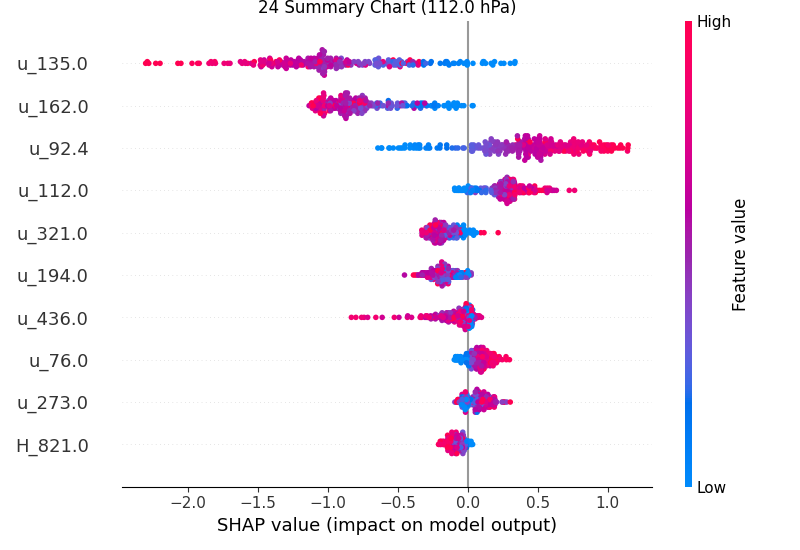 24 Summary Chart (112.0 hPa)
High
u_135.0
u_162.0
u_92.4
u_112.0
u_321.0
u_194.0
u_436.0
u_76.0
u_273.0
H_821.0
Feature value
Low
−2.0 −1.5 −1.0 −0.5 0.0 0.5 1.0
SHAP value (impact on model output)